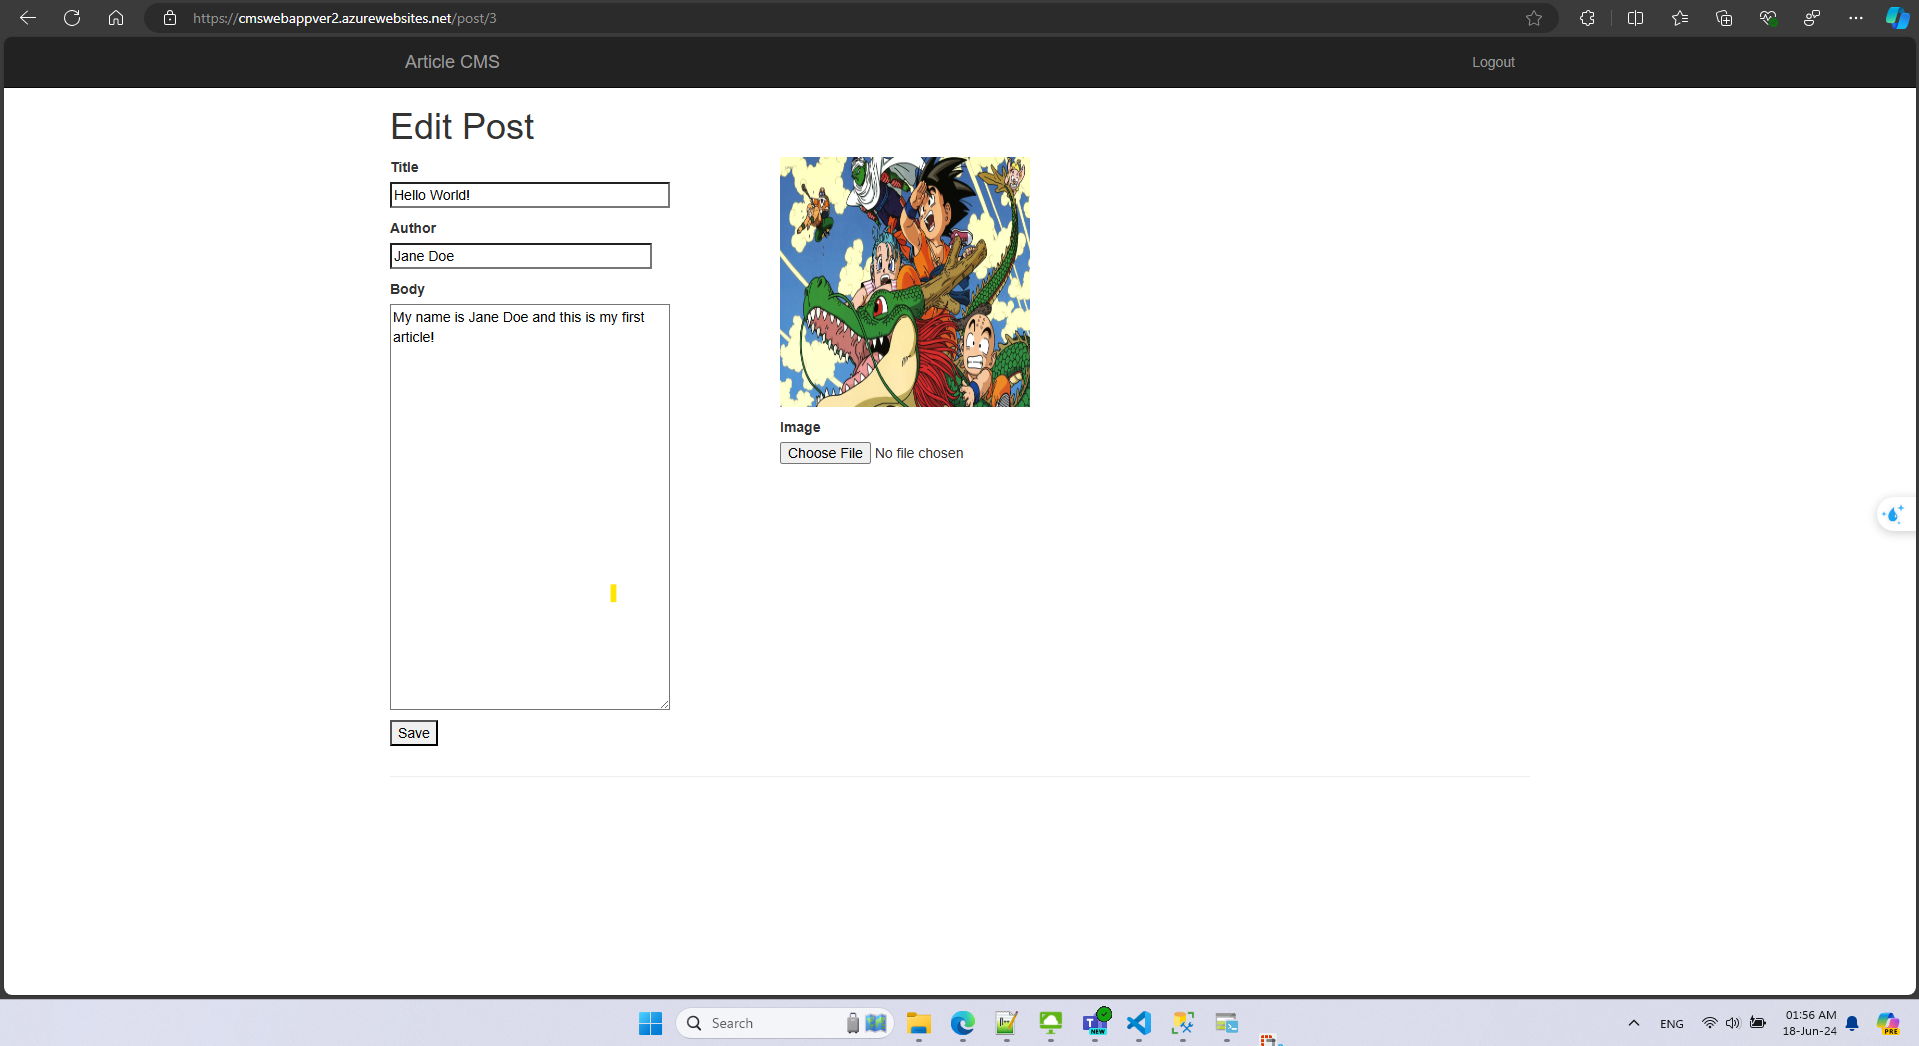 https://cmswebappver2.azurewebsites.net/post/3
Article CMS
Logout
Edit Post
Title
Hello World!
Author
Jane Doe
Body
My name is Jane Doe and this is my first
article!
Image
Choose File No file chosen
Save
Search
NEW
ENG
01:56 AM
18-Jun-24
PRE